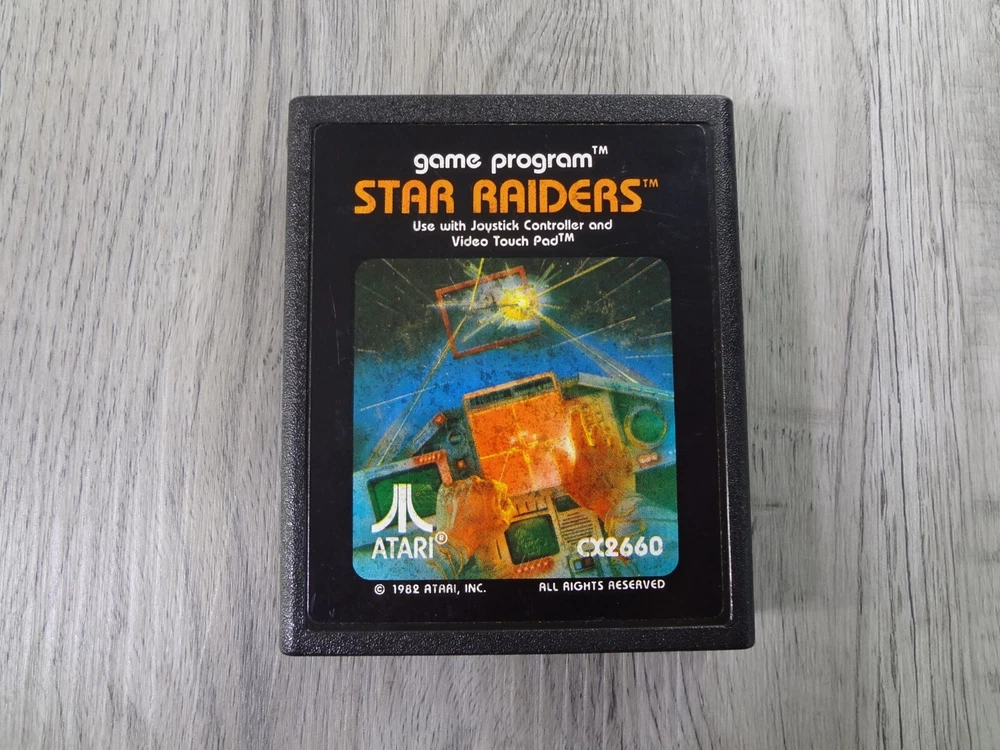 game program™
STAR RAIDERS™
Use with Joystick Controller and
Video Touch Pad™
ATARI®
CX2660
© 1982 ATARI, INC. ALL RIGHTS RESERVED